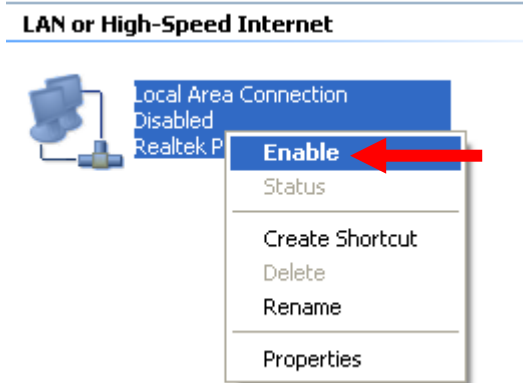 LAN or High-Speed Internet
Local Area Connection
Disabled
Realtek P
Enable
Status
Create Shortcut
Delete
Rename
Properties